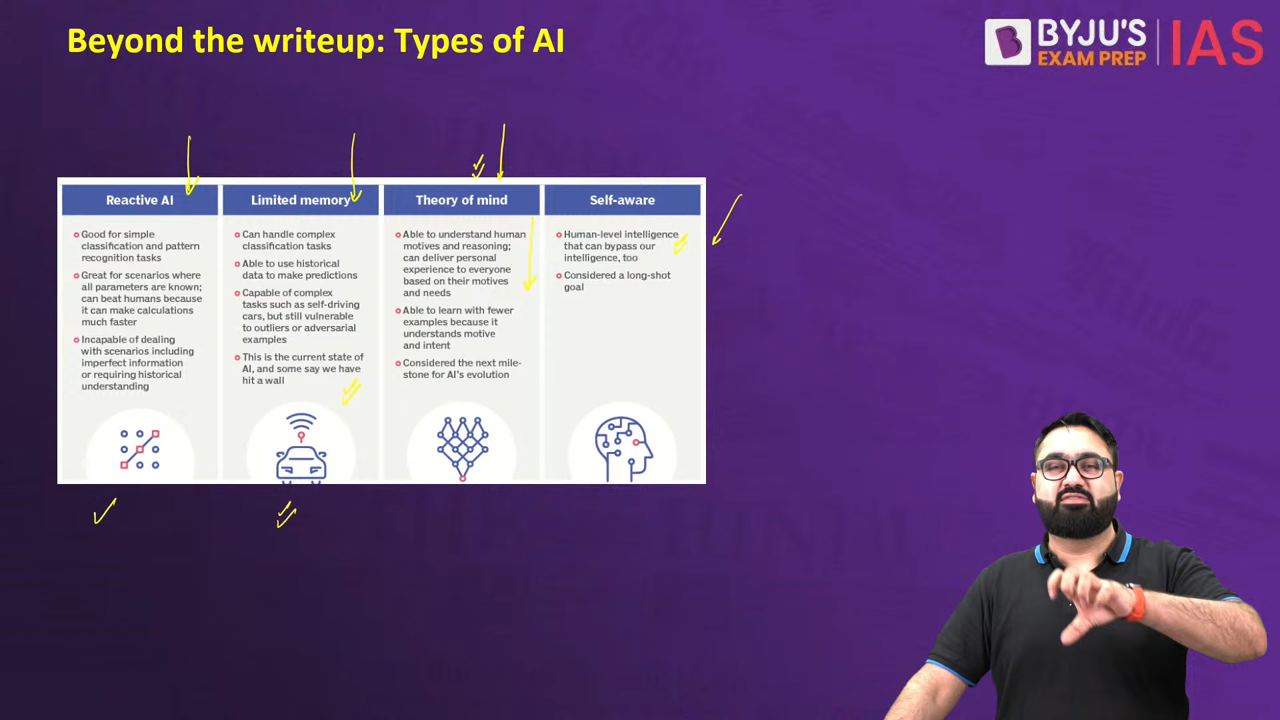 Beyond the writeup: Types of AI
BYJU'S
EXAM PREP
IAS
Reactive AI
Good for simple
classification and pattern
recognition tasks
Great for scenarios where
all parameters are known;
can beat humans because
it can make calculations
much faster
Incapable of dealing
with scenarios including
imperfect information
or requiring historical
understanding
Limited memory
Can handle complex
classification tasks
Able to use historical
data to make predictions
Capable of complex
tasks such as self-driving
cars, but still vulnerable
to outliers or adversarial
examples
This is the current state of
AI, and some say we have
hit a wall
Theory of mind
Able to understand human
motives and reasoning;
can deliver personal
experience to everyone
based on their motives
and needs
Able to learn with fewer
examples because it
understands motive
and intent
Considered the next mile-
stone for AI's evolution
Self-aware
Human-level intelligence
that can bypass our
intelligence, too
Considered a long-shot
goal